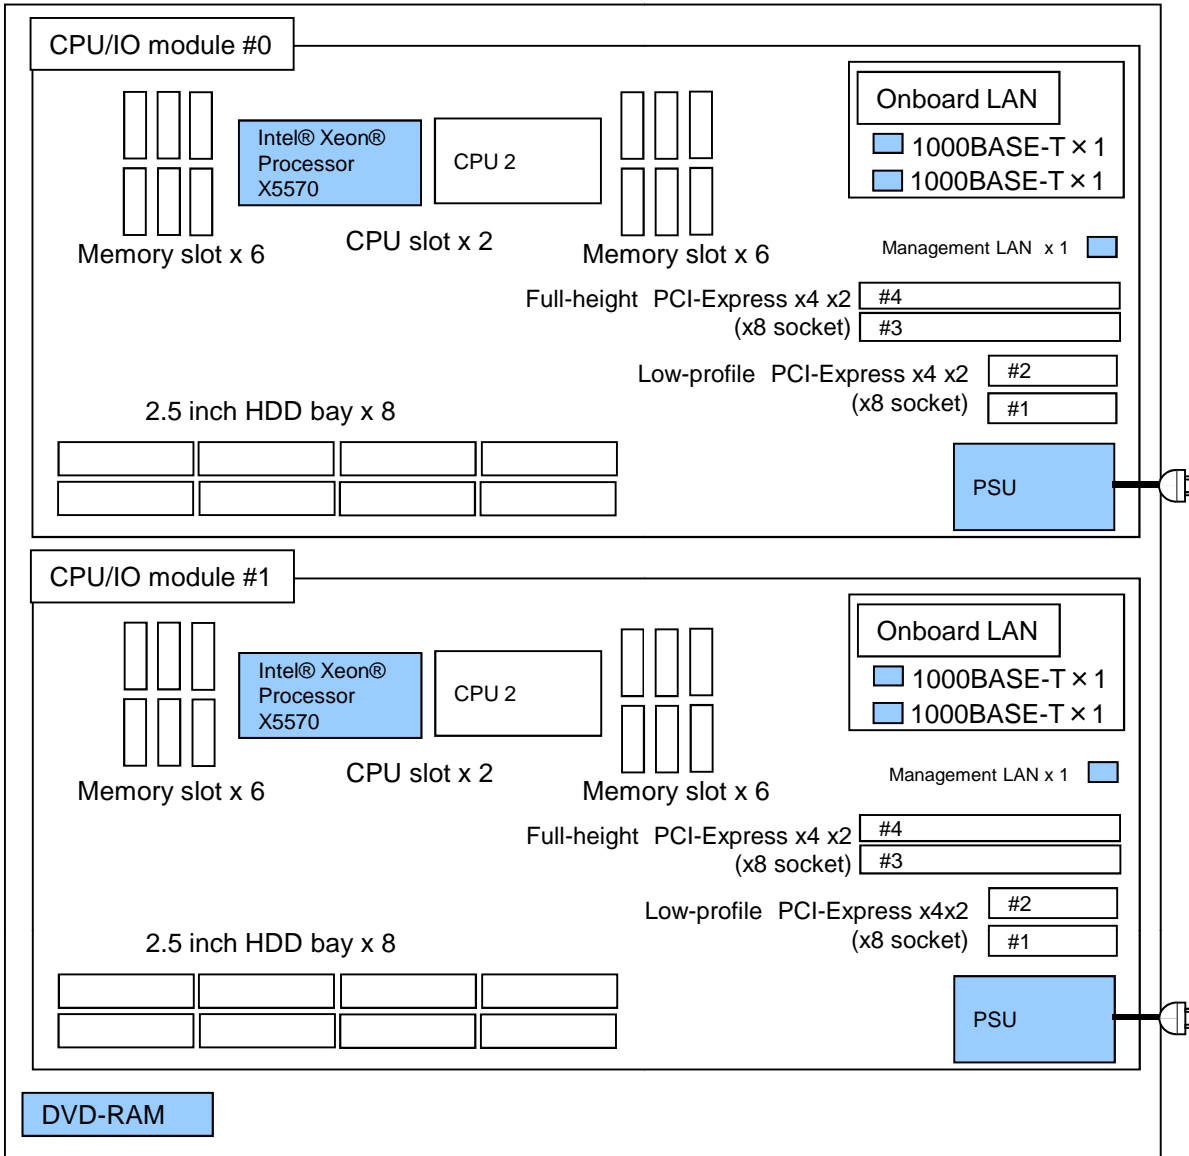 CPU/IO module #0
Onboard LAN
1000BASE-T × 1
1000BASE-T × 1
Intel® Xeon®
Processor
X5570
CPU 2
Memory slot x 6
CPU slot x 2
Memory slot x 6
Management LAN x 1
Full-height PCI-Express x4 x2
(x8 socket)
#4
#3
Low-profile PCI-Express x4 x2
(x8 socket)
#2
#1
2.5 inch HDD bay x 8
PSU
CPU/IO module #1
Onboard LAN
1000BASE-T × 1
1000BASE-T × 1
Intel® Xeon®
Processor
X5570
CPU 2
Memory slot x 6
CPU slot x 2
Memory slot x 6
Management LAN x 1
Full-height PCI-Express x4 x2
(x8 socket)
#4
#3
Low-profile PCI-Express x4x2
(x8 socket)
#2
#1
2.5 inch HDD bay x 8
PSU
DVD-RAM